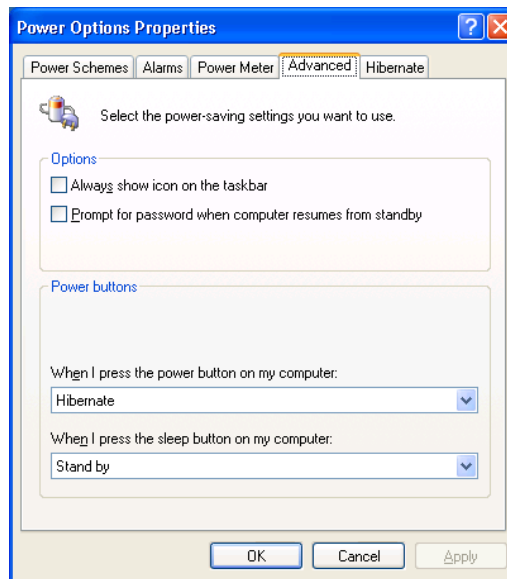 Power Options Properties
Power Schemes Alarms Power Meter Advanced Hibernate
Select the power-saving settings you want to use.
Options
Always show icon on the taskbar
Prompt for password when computer resumes from standby
Power buttons
When I press the power button on my computer:
Hibernate
When I press the sleep button on my computer:
Stand by
OK Cancel Apply